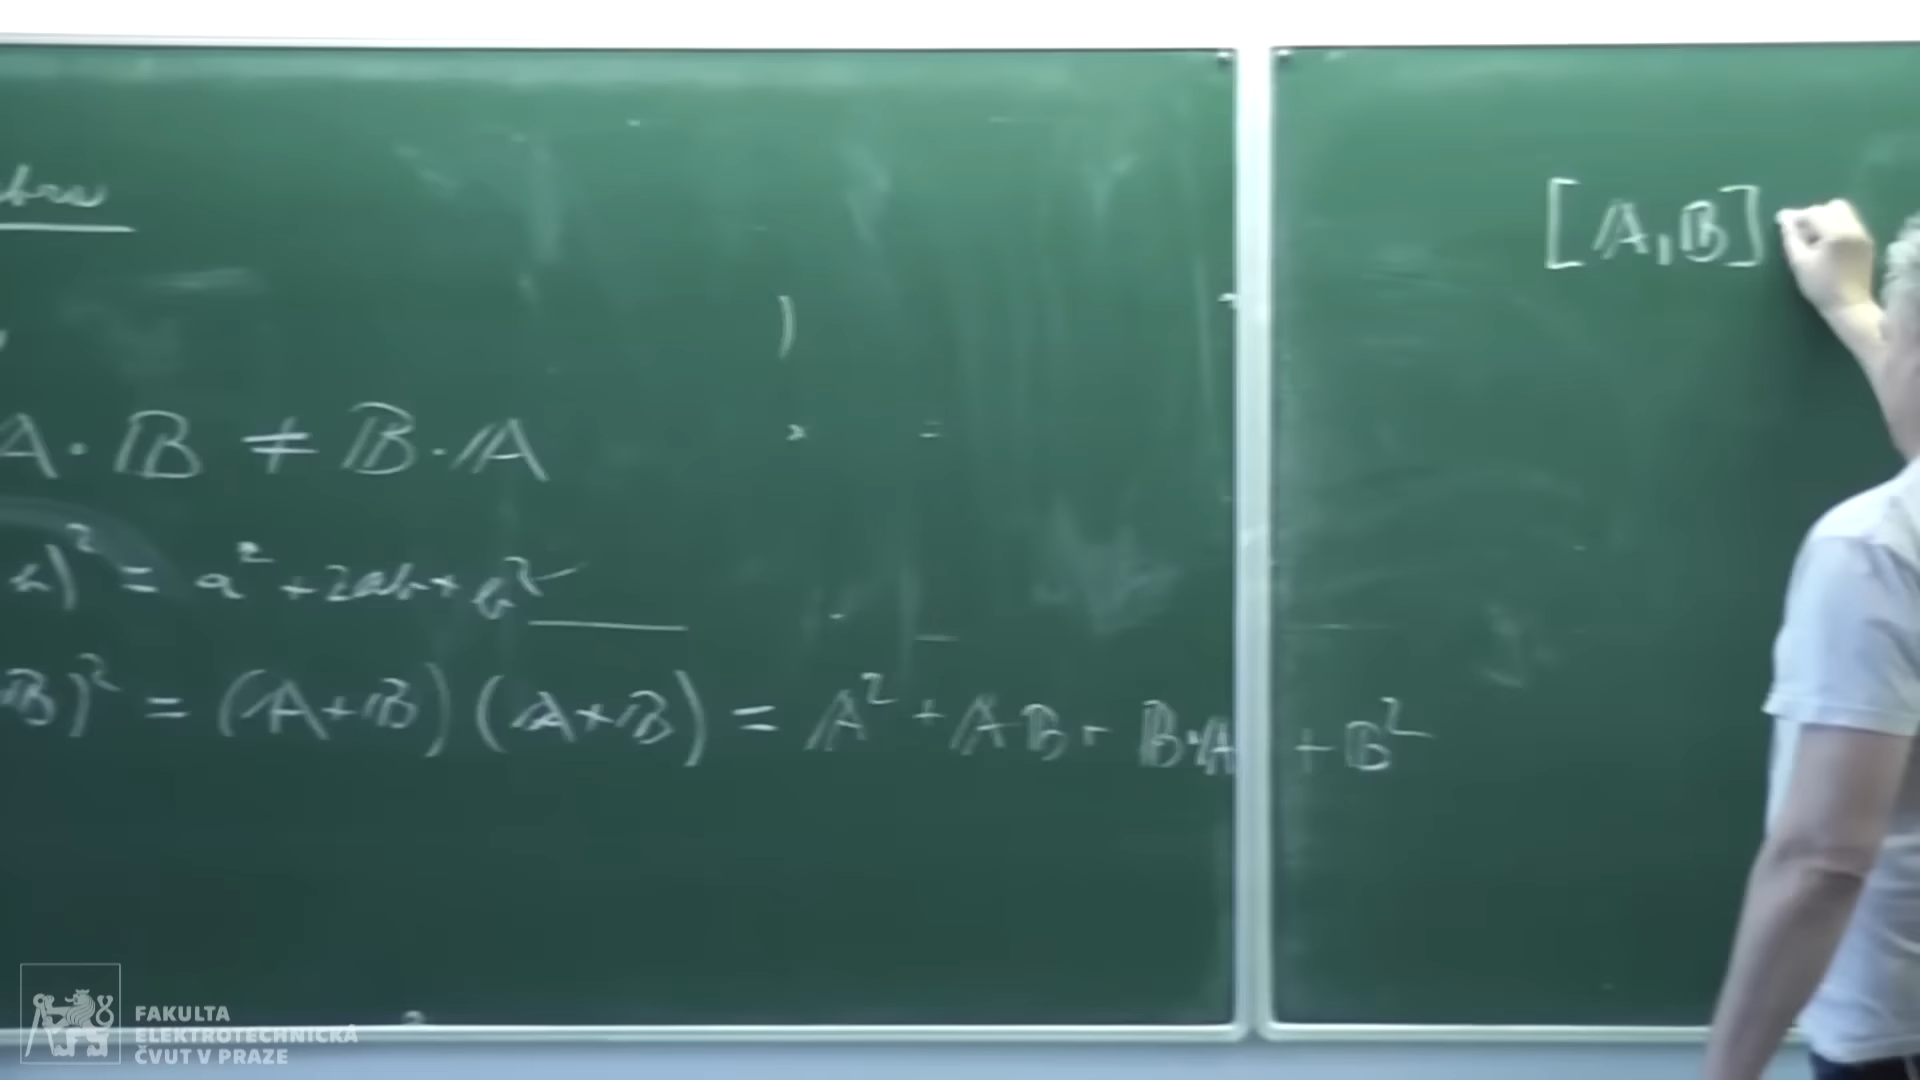 A · B ≠ B · A
)² = a² + 2ab + b²
B)² = (A+B)(A+B) = A² + AB + B·A + B²
[A,B]
FAKULTA
ELEKTROTECHNICKÁ
ČVUT V PRAZE